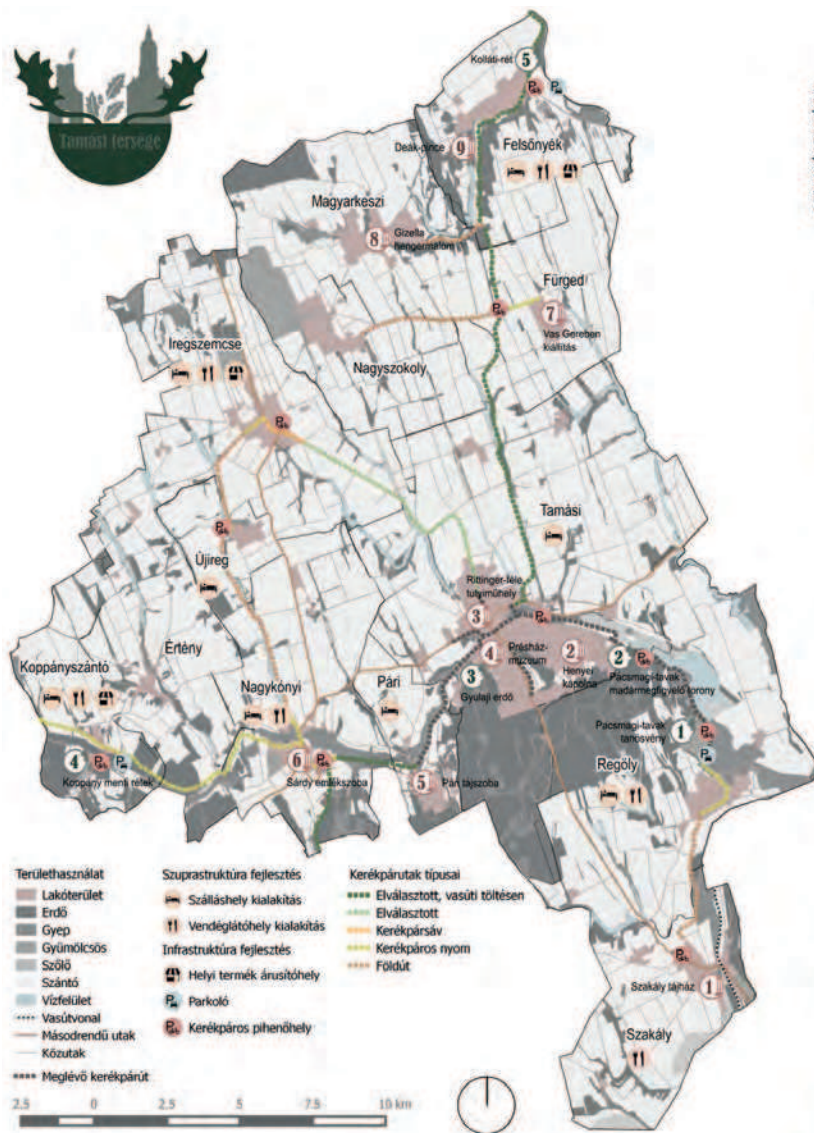 Tamási térsége
Kolláti-rét
5
Deák-pince
9
Felsőnyék
Magyarkeszi
8
Gizella
hengermalom
Fürged
7
Vas Gereben
kiállítás
Nagyszokoly
Iregszemcse
Tamási
Újireg
Rittinger-féle
tutyiműhely
3
Értény
Koppányszántó
4
Présház-
múzeum
2
Henyei
kápolna
2
Pacsmagi-tavak
madármegfigyelő torony
3
Gyulaji erdő
Pári
Nagykónyi
Pacsmagi-tavak
tanösvény
1
4
Koppány menti rétek
6
Sárdy emlékszoba
5
Pári tájszoba
Regöly
Szakály tájház
1
Szakály
Területhasználat
Lakóterület
Erdő
Gyep
Gyümölcsös
Szőlő
Szántó
Vízfelület
Vasútvonal
Másodrendű utak
Közutak
Meglévő kerékpárút
Szuprastruktúra fejlesztés
Szálláshely kialakítás
Vendéglátóhely kialakítás
Infrastruktúra fejlesztés
Helyi termék árusítóhely
Parkoló
Kerékpáros pihenőhely
Kerékpárutak típusai
Elválasztott, vasúti töltésen
Elválasztott
Kerékpársáv
Kerékpáros nyom
Földút
2.5 0 2.5 5 7.5 10 km